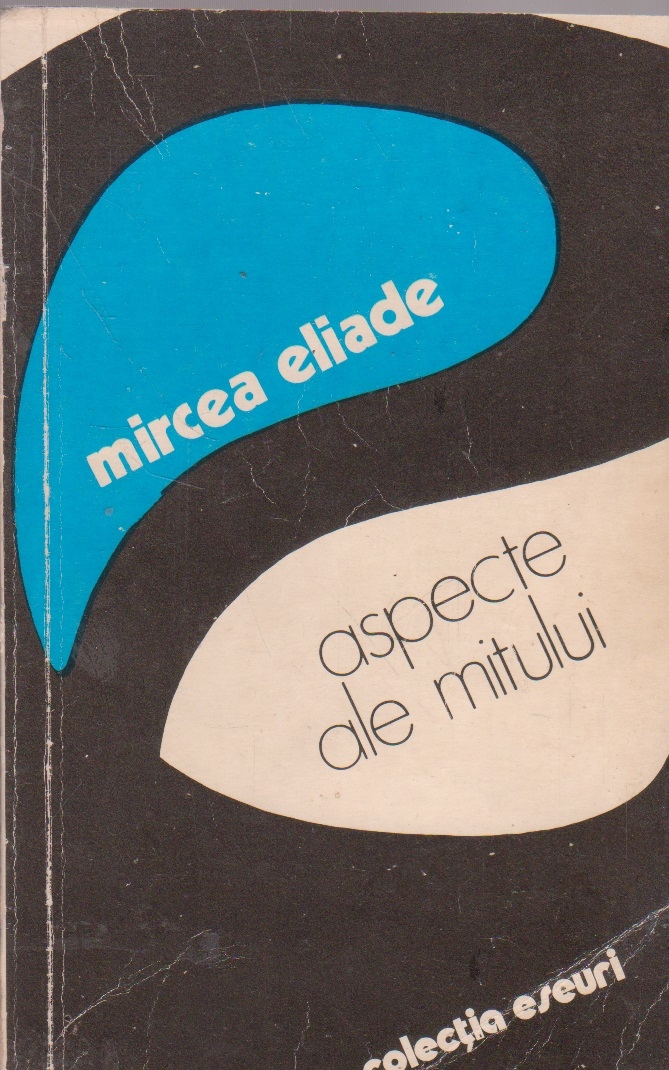 mircea eliade
aspecte
ale mitului
colecția eseuri